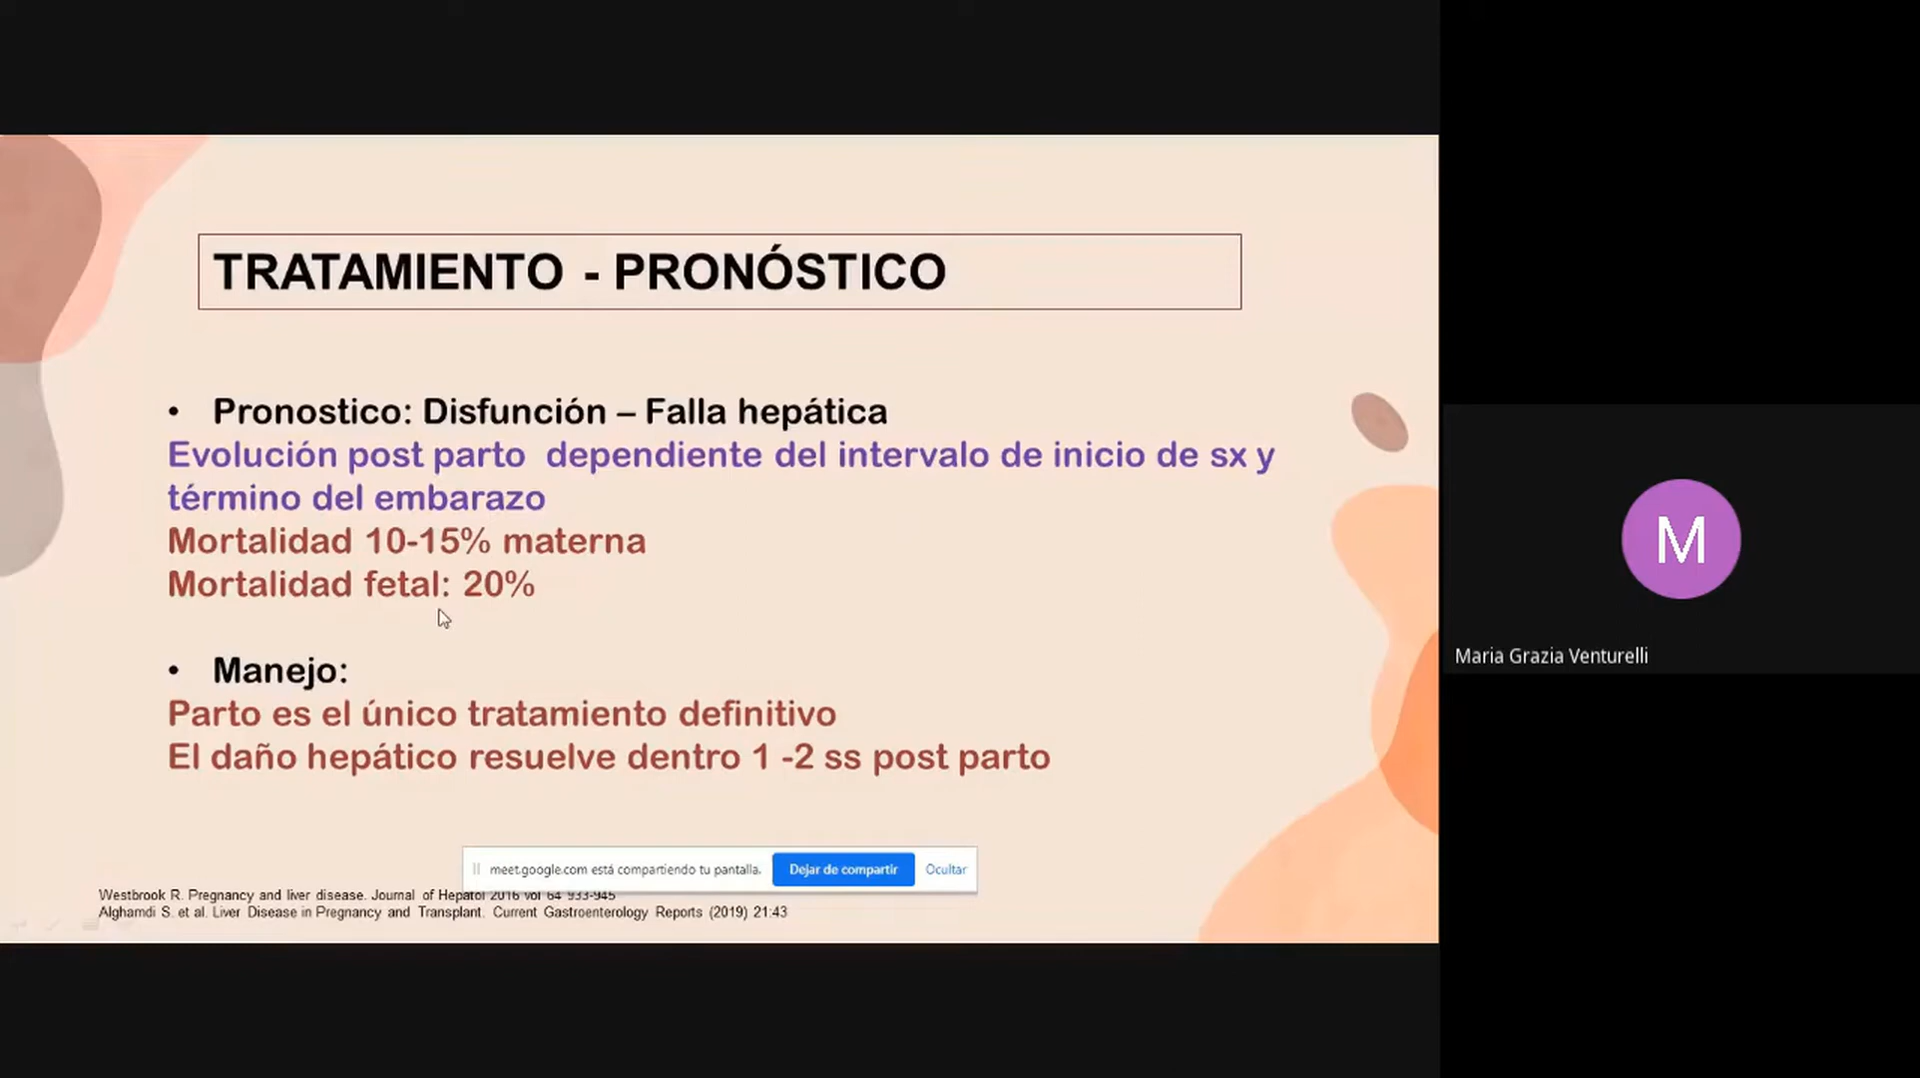 TRATAMIENTO - PRONÓSTICO
• Pronostico: Disfunción – Falla hepática
Evolución post parto dependiente del intervalo de inicio de sx y
término del embarazo
Mortalidad 10-15% materna
Mortalidad fetal: 20%
• Manejo:
Parto es el único tratamiento definitivo
El daño hepático resuelve dentro 1 -2 ss post parto
meet.google.com está compartiendo tu pantalla. Dejar de compartir Ocultar
Westbrook R. Pregnancy and liver disease. Journal of Hepatol 2016 vol 64 933-945
Alghamdi S. et al. Liver Disease in Pregnancy and Transplant. Current Gastroenterology Reports (2019) 21:43
M
Maria Grazia Venturelli